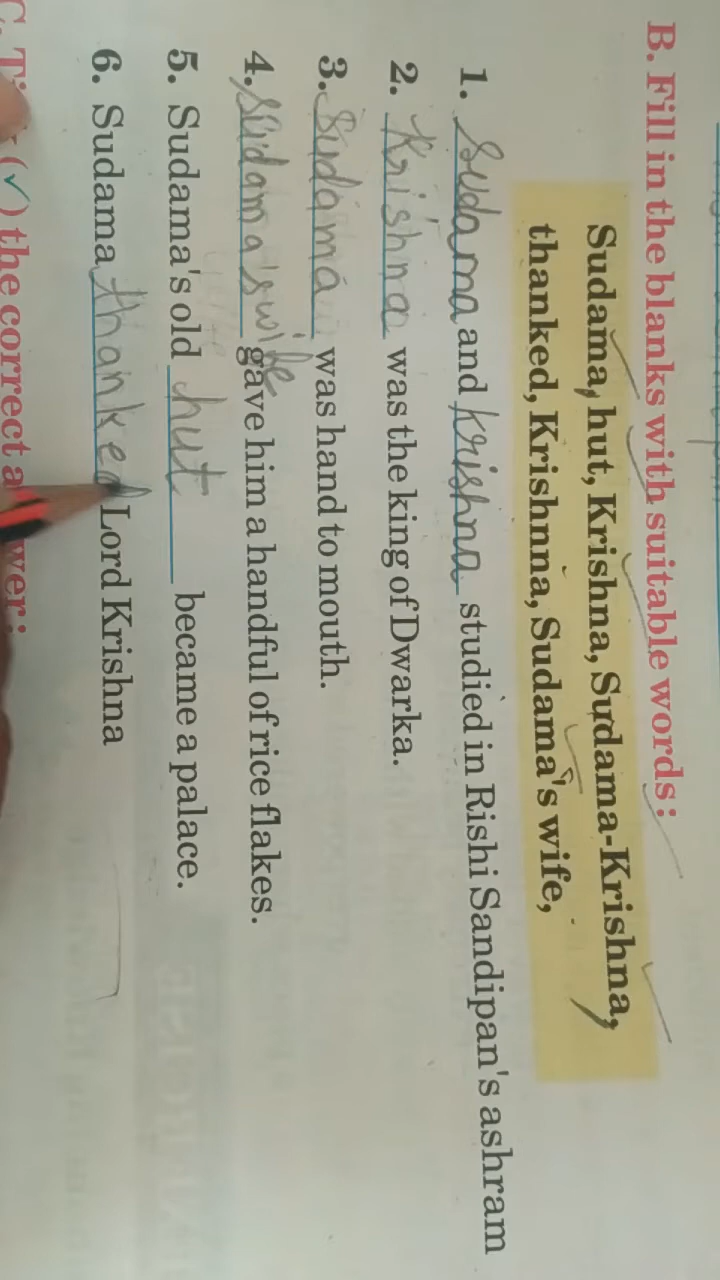 B. Fill in the blanks with suitable words:
Sudama, hut, Krishna, Sudama-Krishna,
thanked, Krishnna, Sudama's wife,
1. Sudama and Krishna studied in Rishi Sandipan's ashram
2. Krishna was the king of Dwarka.
3. Sudama was hand to mouth.
4. Sudama's wife gave him a handful of rice flakes.
5. Sudama's old hut became a palace.
6. Sudama thanked Lord Krishna
C. (✓) the correct